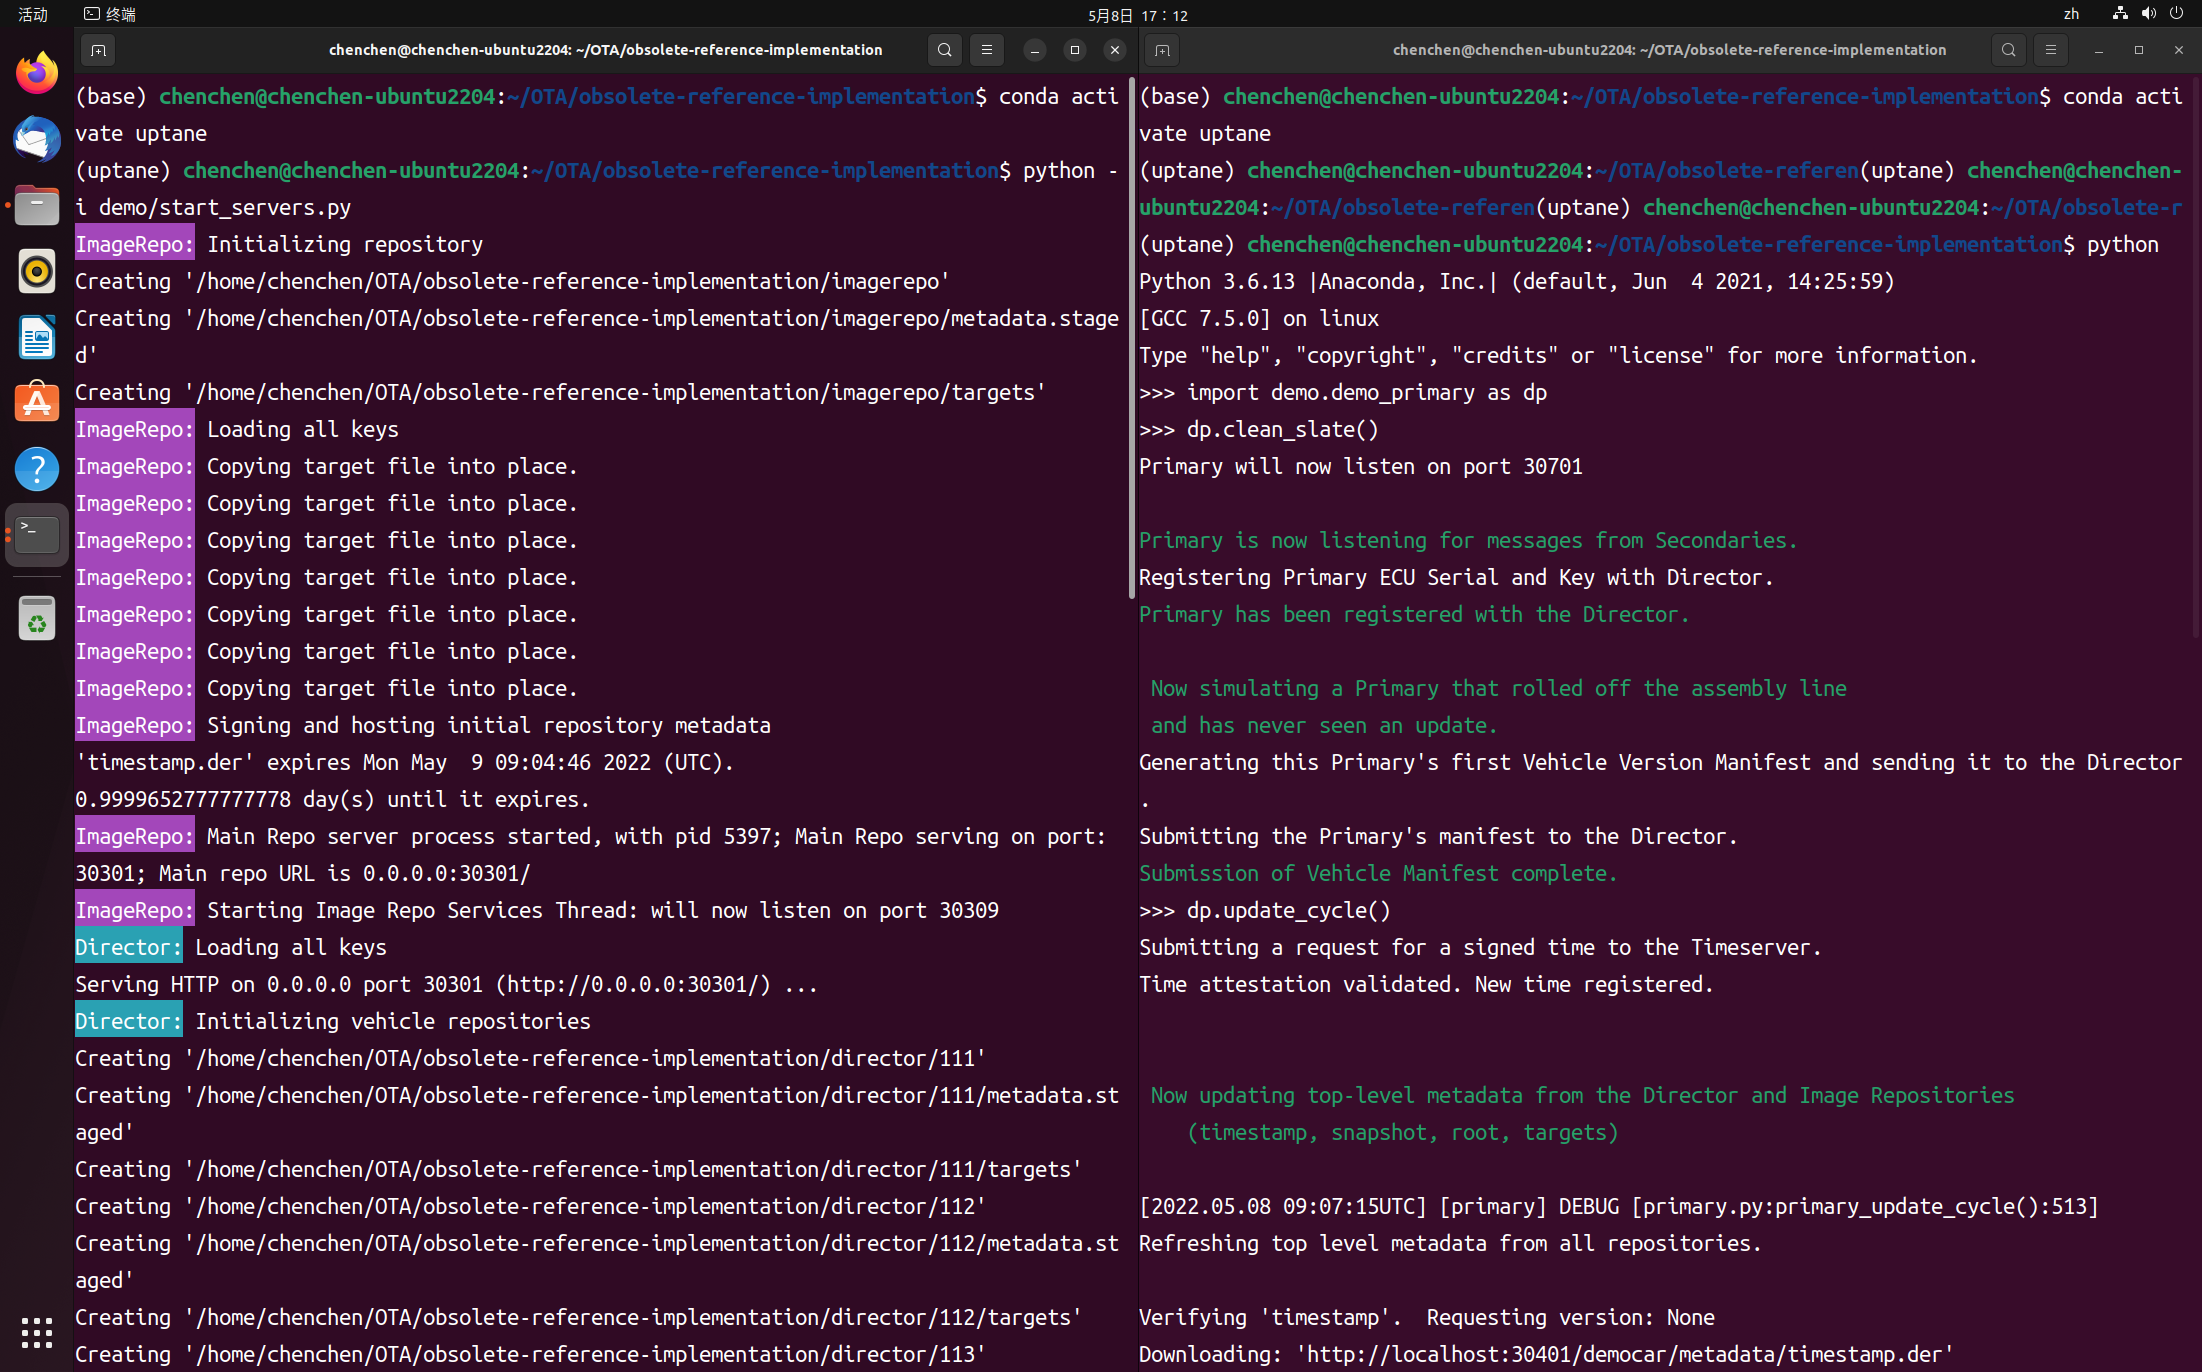 活动
终端
5月8日 17：12
zh
chenchen@chenchen-ubuntu2204: ~/OTA/obsolete-reference-implementation
(base) chenchen@chenchen-ubuntu2204:~/OTA/obsolete-reference-implementation$ conda acti
vate uptane
(uptane) chenchen@chenchen-ubuntu2204:~/OTA/obsolete-reference-implementation$ python -
i demo/start_servers.py
ImageRepo: Initializing repository
Creating '/home/chenchen/OTA/obsolete-reference-implementation/imagerepo'
Creating '/home/chenchen/OTA/obsolete-reference-implementation/imagerepo/metadata.stage
d'
Creating '/home/chenchen/OTA/obsolete-reference-implementation/imagerepo/targets'
ImageRepo: Loading all keys
ImageRepo: Copying target file into place.
ImageRepo: Copying target file into place.
ImageRepo: Copying target file into place.
ImageRepo: Copying target file into place.
ImageRepo: Copying target file into place.
ImageRepo: Copying target file into place.
ImageRepo: Copying target file into place.
ImageRepo: Signing and hosting initial repository metadata
'timestamp.der' expires Mon May  9 09:04:46 2022 (UTC).
0.9999652777777778 day(s) until it expires.
ImageRepo: Main Repo server process started, with pid 5397; Main Repo serving on port:
30301; Main repo URL is 0.0.0.0:30301/
ImageRepo: Starting Image Repo Services Thread: will now listen on port 30309
Director: Loading all keys
Serving HTTP on 0.0.0.0 port 30301 (http://0.0.0.0:30301/) ...
Director: Initializing vehicle repositories
Creating '/home/chenchen/OTA/obsolete-reference-implementation/director/111'
Creating '/home/chenchen/OTA/obsolete-reference-implementation/director/111/metadata.st
aged'
Creating '/home/chenchen/OTA/obsolete-reference-implementation/director/111/targets'
Creating '/home/chenchen/OTA/obsolete-reference-implementation/director/112'
Creating '/home/chenchen/OTA/obsolete-reference-implementation/director/112/metadata.st
aged'
Creating '/home/chenchen/OTA/obsolete-reference-implementation/director/112/targets'
Creating '/home/chenchen/OTA/obsolete-reference-implementation/director/113'
chenchen@chenchen-ubuntu2204: ~/OTA/obsolete-reference-implementation
(base) chenchen@chenchen-ubuntu2204:~/OTA/obsolete-reference-implementation$ conda acti
vate uptane
(uptane) chenchen@chenchen-ubuntu2204:~/OTA/obsolete-referen(uptane) chenchen@chenchen-
ubuntu2204:~/OTA/obsolete-referen(uptane) chenchen@chenchen-ubuntu2204:~/OTA/obsolete-r
(uptane) chenchen@chenchen-ubuntu2204:~/OTA/obsolete-reference-implementation$ python
Python 3.6.13 |Anaconda, Inc.| (default, Jun  4 2021, 14:25:59)
[GCC 7.5.0] on linux
Type "help", "copyright", "credits" or "license" for more information.
>>> import demo.demo_primary as dp
>>> dp.clean_slate()
Primary will now listen on port 30701
Primary is now listening for messages from Secondaries.
Registering Primary ECU Serial and Key with Director.
Primary has been registered with the Director.
Now simulating a Primary that rolled off the assembly line
and has never seen an update.
Generating this Primary's first Vehicle Version Manifest and sending it to the Director
.
Submitting the Primary's manifest to the Director.
Submission of Vehicle Manifest complete.
>>> dp.update_cycle()
Submitting a request for a signed time to the Timeserver.
Time attestation validated. New time registered.
Now updating top-level metadata from the Director and Image Repositories
(timestamp, snapshot, root, targets)
[2022.05.08 09:07:15UTC] [primary] DEBUG [primary.py:primary_update_cycle():513]
Refreshing top level metadata from all repositories.
Verifying 'timestamp'.  Requesting version: None
Downloading: 'http://localhost:30401/democar/metadata/timestamp.der'